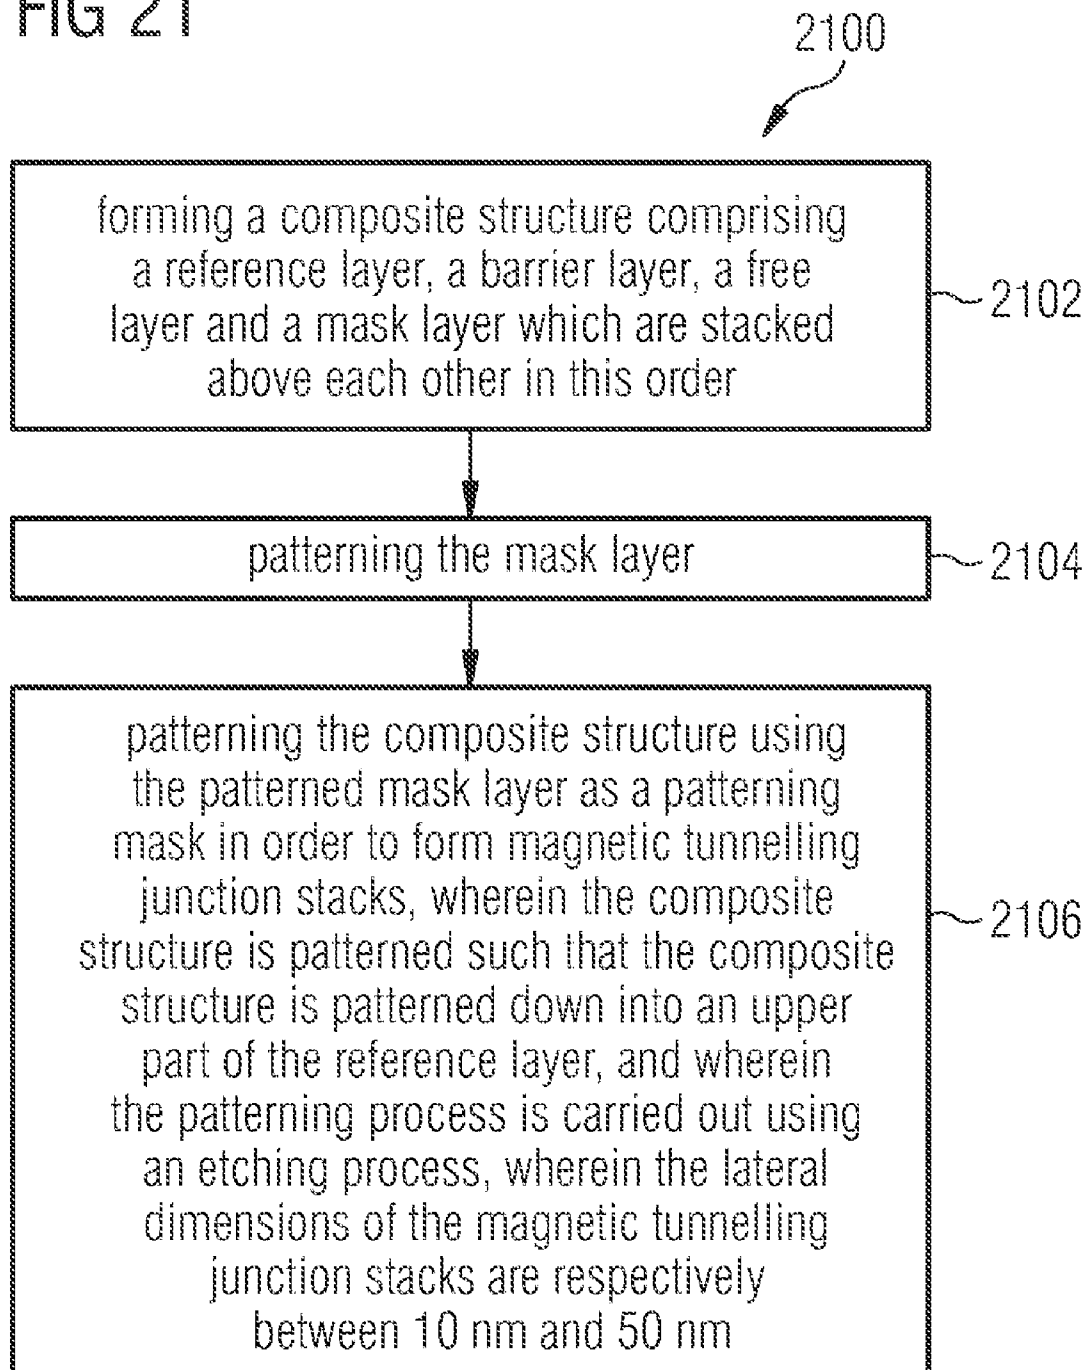 FIG 21
2100
forming a composite structure comprising
a reference layer, a barrier layer, a free
layer and a mask layer which are stacked
above each other in this order
2102
patterning the mask layer
2104
patterning the composite structure using
the patterned mask layer as a patterning
mask in order to form magnetic tunnelling
junction stacks, wherein the composite
structure is patterned such that the composite
structure is patterned down into an upper
part of the reference layer, and wherein
the patterning process is carried out using
an etching process, wherein the lateral
dimensions of the magnetic tunnelling
junction stacks are respectively
between 10 nm and 50 nm
2106